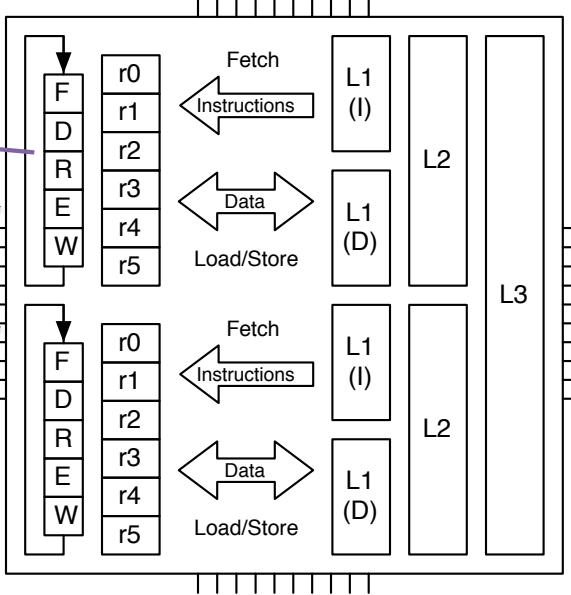 F
D
R
E
W
r0
r1
r2
r3
r4
r5
Fetch
Instructions
Data
Load/Store
L1
(I)
L1
(D)
L2
F
D
R
E
W
r0
r1
r2
r3
r4
r5
Fetch
Instructions
Data
Load/Store
L1
(I)
L1
(D)
L2
L3